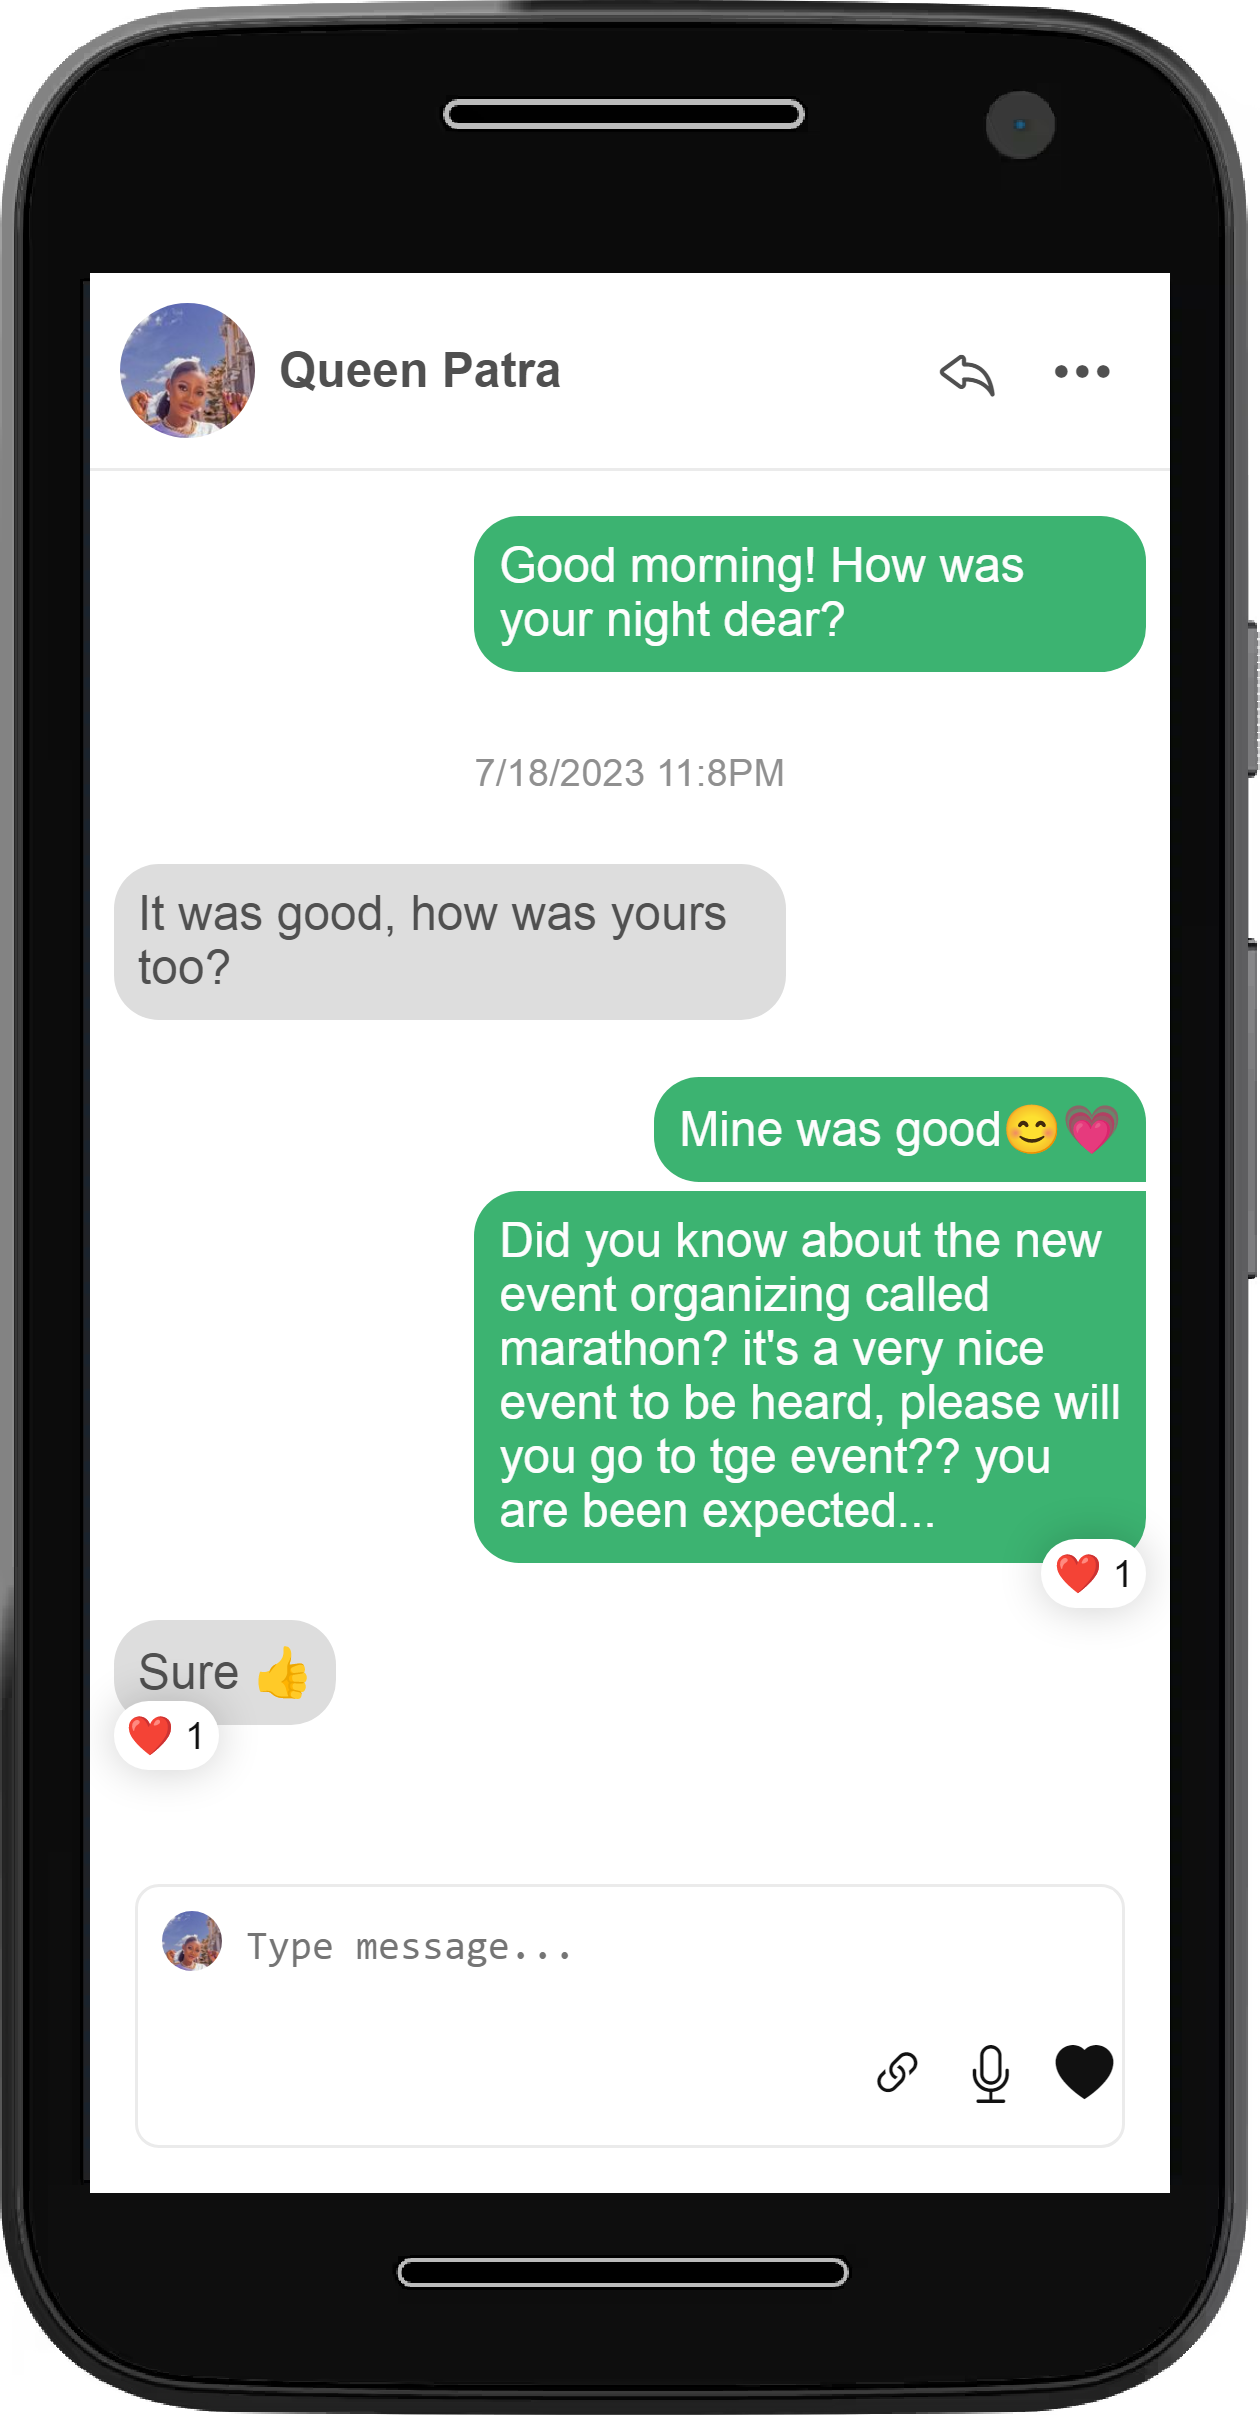 Queen Patra
Good morning! How was
your night dear?
7/18/2023 11:8PM
It was good, how was yours
too?
Mine was good😊💗
Did you know about the new
event organizing called
marathon? it's a very nice
event to be heard, please will
you go to tge event?? you
are been expected...
❤️ 1
Sure 👍
❤️ 1
Type message...